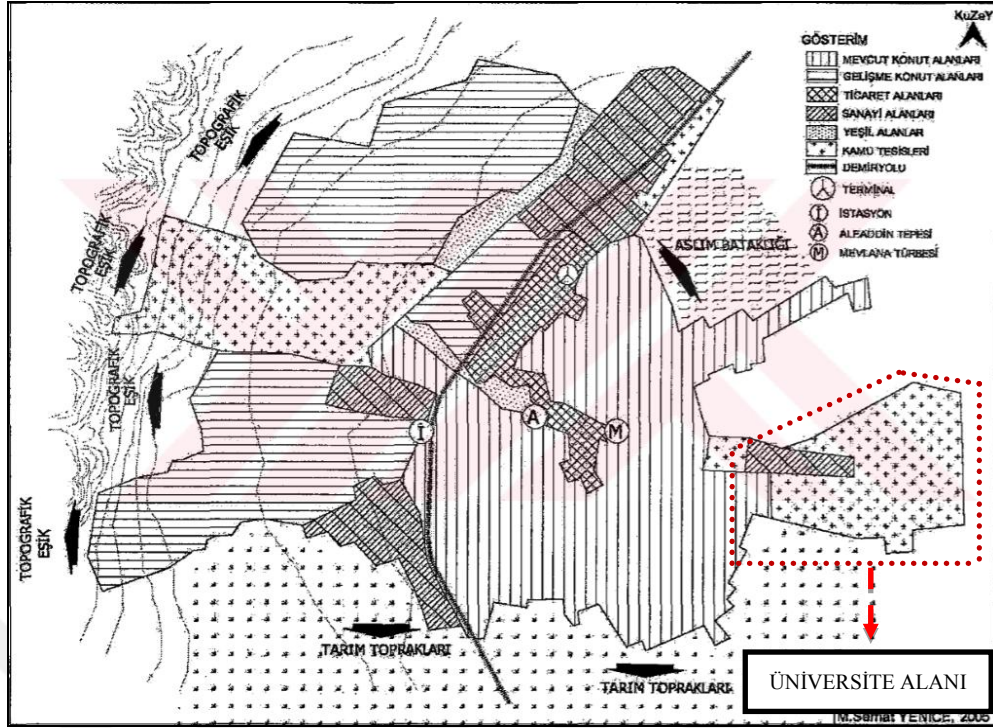 KuZeY
GÖSTERİM
MEVCUT KONUT ALANLARI
GELİŞME KONUT ALANLARI
TİCARET ALANLARI
SANAYİ ALANLARI
YEŞİL ALANLAR
KAMU TESİSLERİ
DEMİRYOLU
TERMİNAL
İ İSTASYON
A ALEADDİN TEPESİ
M MEVLANA TÜRBESİ
TOPOGRAFİK
EŞİK
TOPOGRAFİK
EŞİK
ASLIM BATAKLIĞI
TOPOGRAFİK
EŞİK
İ
A
M
TOPOGRAFİK
EŞİK
TARIM TOPRAKLARI
TARIM TOPRAKLARI
ÜNİVERSİTE ALANI
M.Serhat YENİCE, 2005